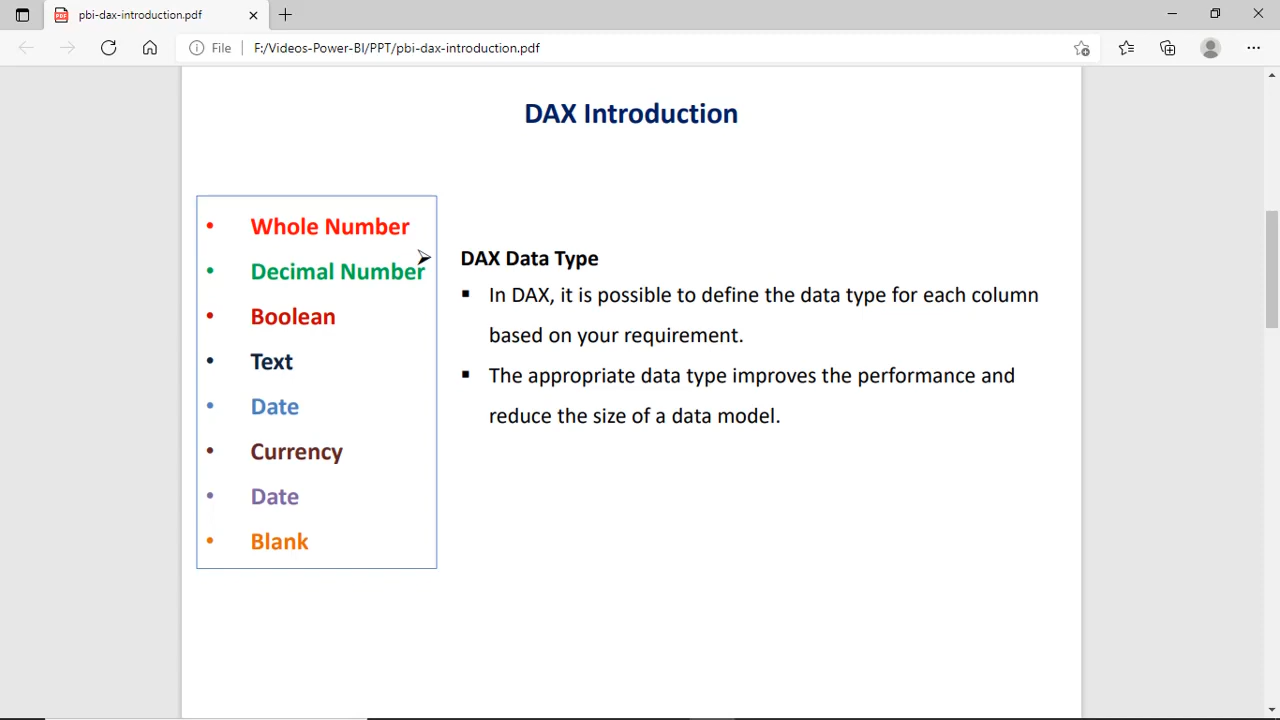 pbi-dax-introduction.pdf
File
F:/Videos-Power-BI/PPT/pbi-dax-introduction.pdf
DAX Introduction
• Whole Number
• Decimal Number
• Boolean
• Text
• Date
• Currency
• Date
• Blank
➢ DAX Data Type
▪ In DAX, it is possible to define the data type for each column
based on your requirement.
▪ The appropriate data type improves the performance and
reduce the size of a data model.